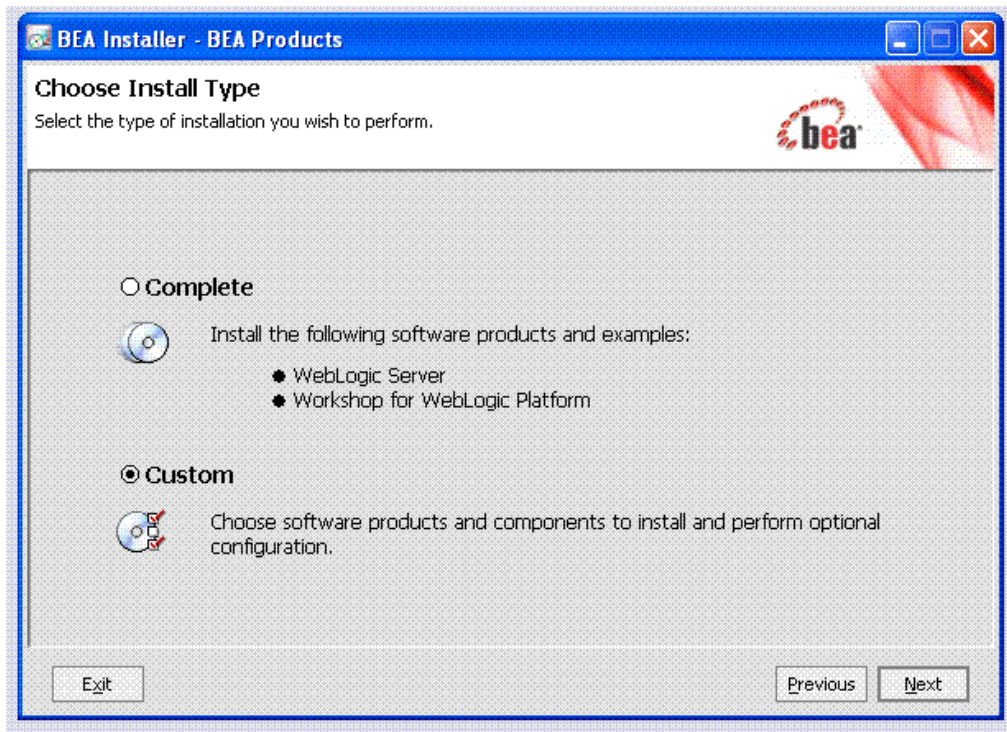 BEA Installer - BEA Products
Choose Install Type
Select the type of installation you wish to perform.
bea
Complete
Install the following software products and examples:
● WebLogic Server
● Workshop for WebLogic Platform
Custom
Choose software products and components to install and perform optional
configuration.
Exit
Previous
Next